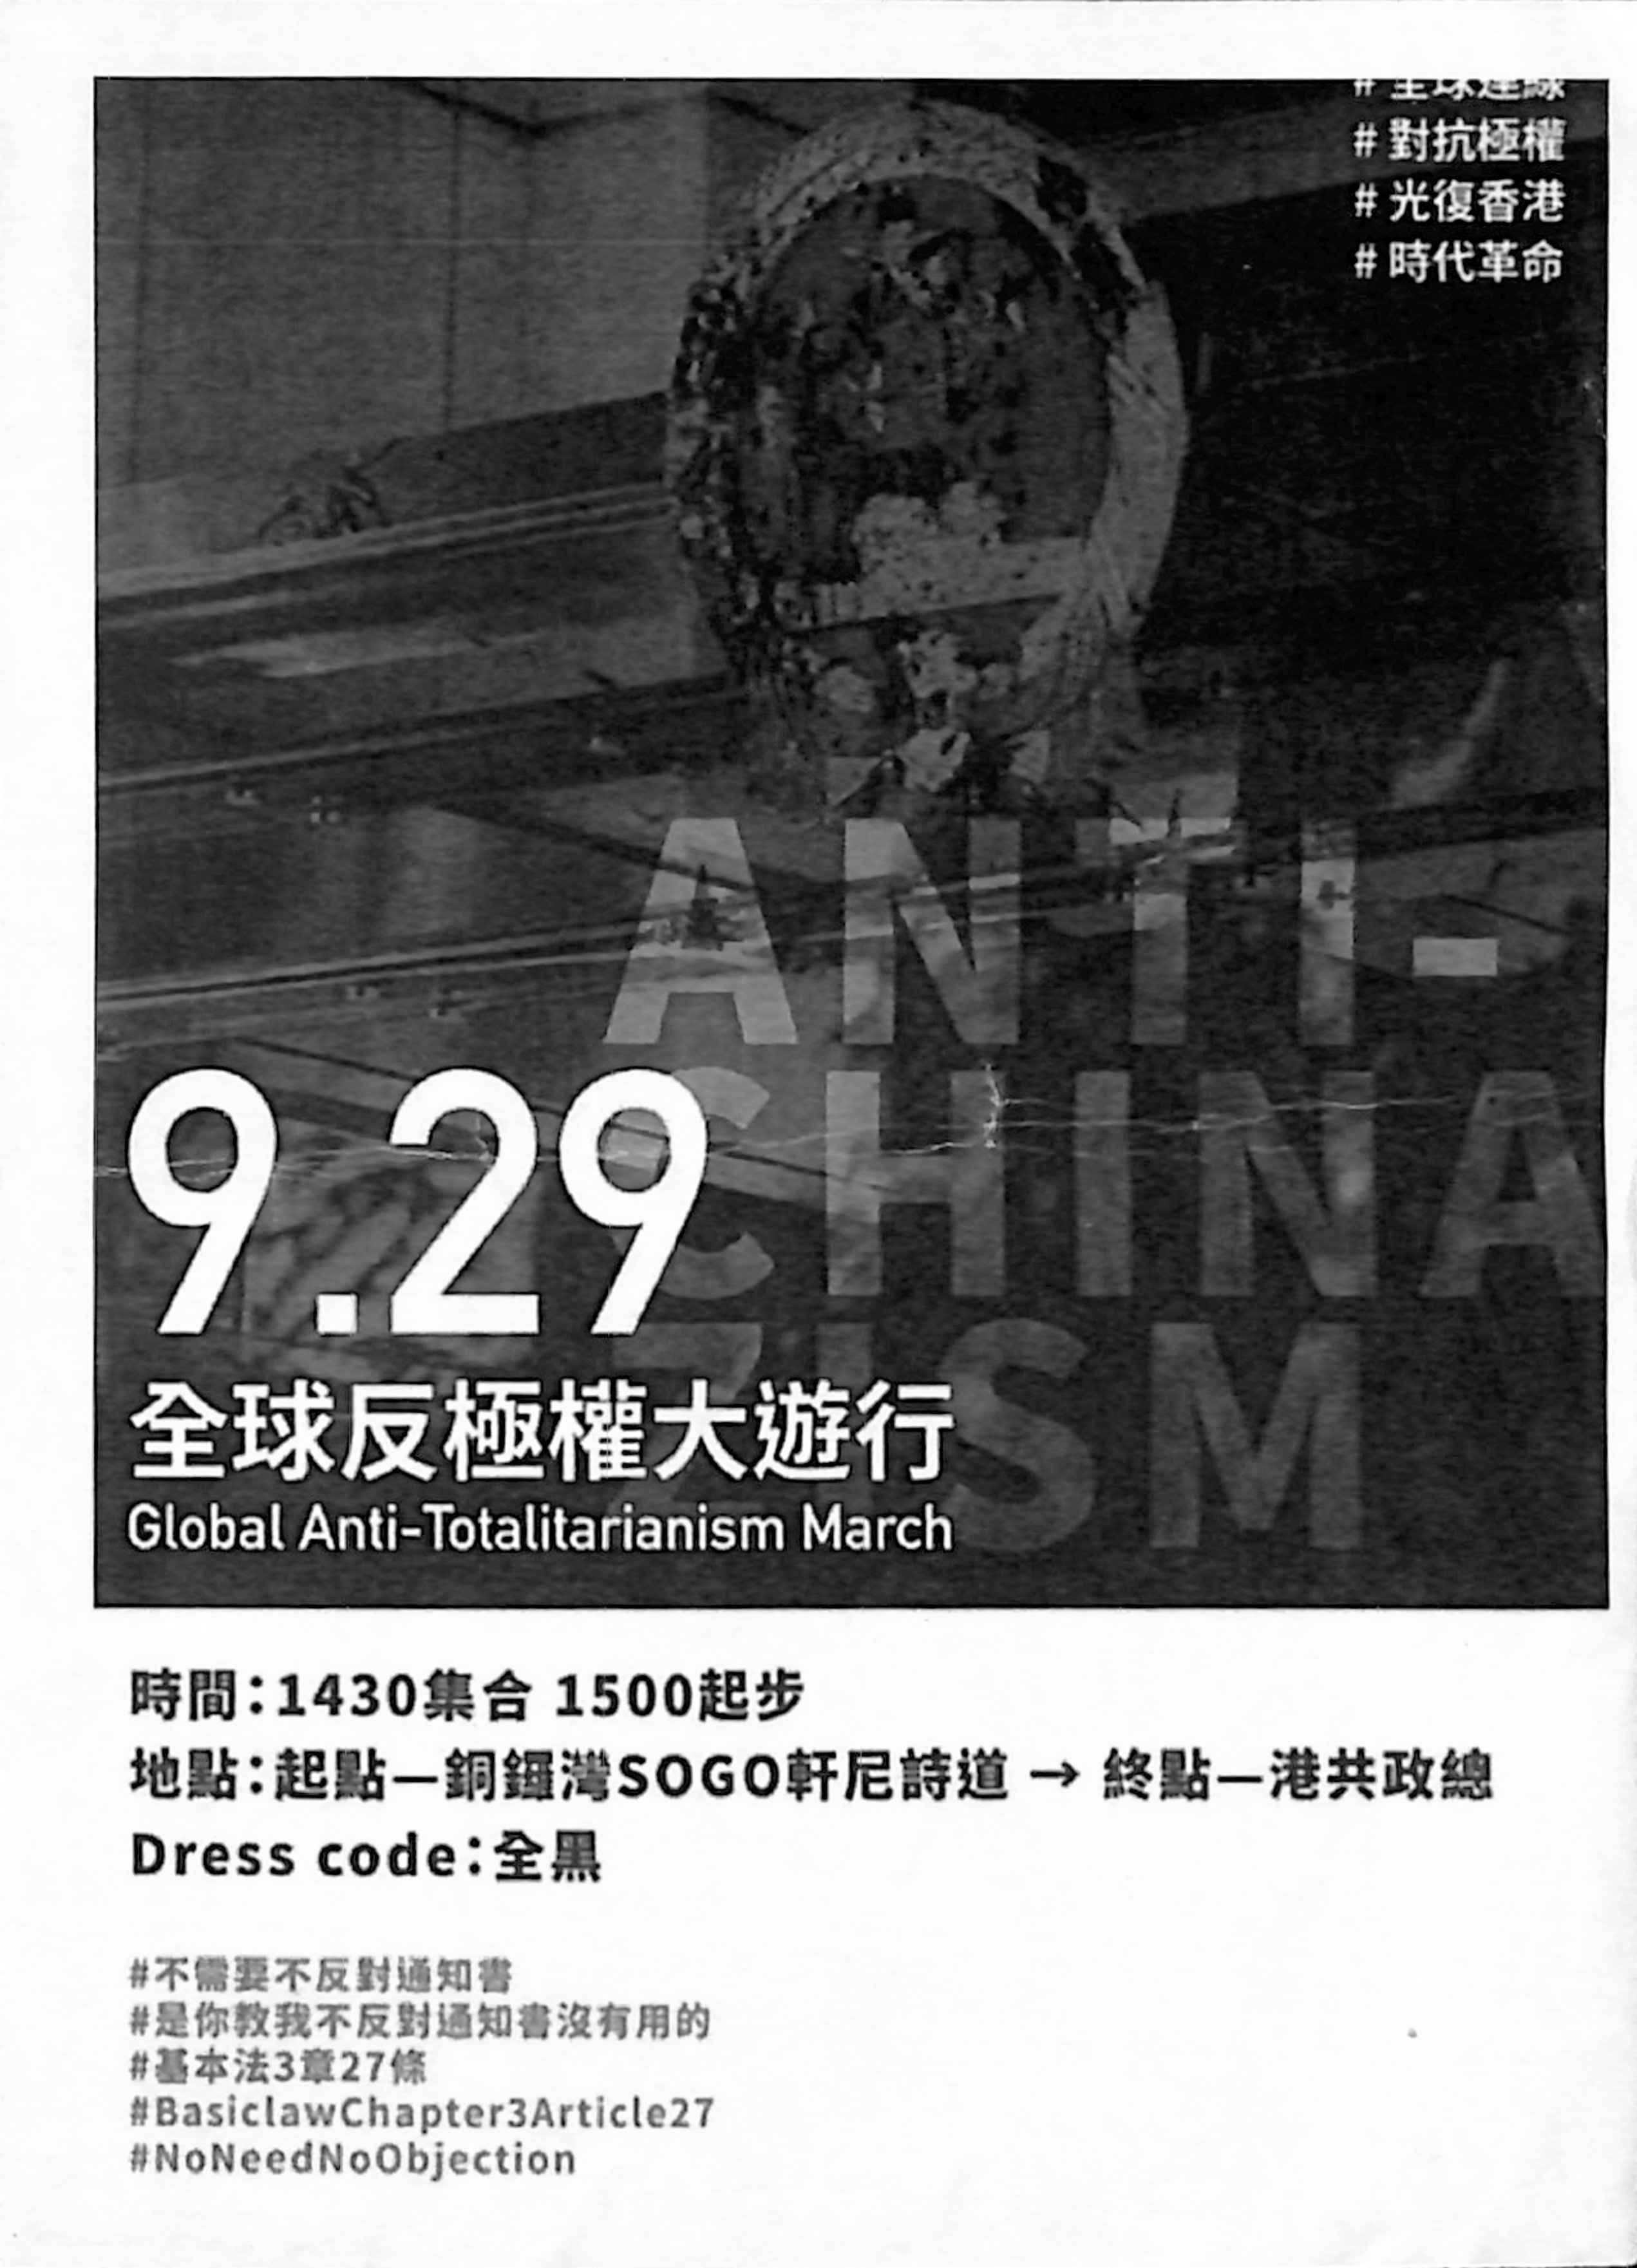 # 全球連線
# 對抗極權
# 光復香港
# 時代革命
ANTI-
CHINA
ZISM
9.29
全球反極權大遊行
Global Anti-Totalitarianism March
時間：1430集合 1500起步
地點：起點—銅鑼灣SOGO軒尼詩道 → 終點—港共政總
Dress code：全黑
#不需要不反對通知書
#是你教我不反對通知書沒有用的
#基本法3章27條
#BasiclawChapter3Article27
#NoNeedNoObjection